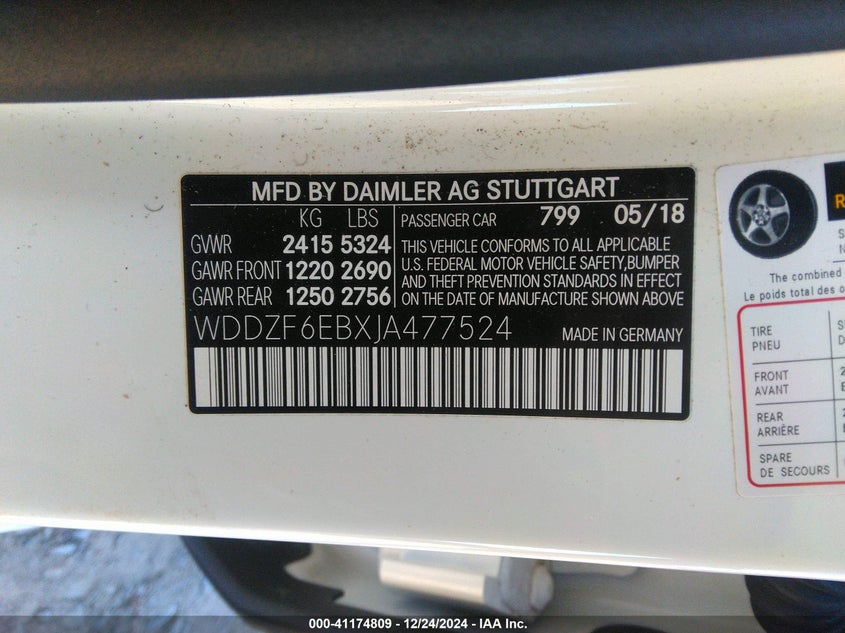 MFD BY DAIMLER AG STUTTGART
KG LBS
GVWR 2415 5324
GAWR FRONT 1220 2690
GAWR REAR 1250 2756
PASSENGER CAR 799 05/18
THIS VEHICLE CONFORMS TO ALL APPLICABLE
U.S. FEDERAL MOTOR VEHICLE SAFETY,BUMPER
AND THEFT PREVENTION STANDARDS IN EFFECT
ON THE DATE OF MANUFACTURE SHOWN ABOVE
WDDZF6EBXJA477524 MADE IN GERMANY
The combined
Le poids total des
TIRE
PNEU
FRONT
AVANT
REAR
ARRIÈRE
SPARE
DE SECOURS
000-41174809 - 12/24/2024 - IAA Inc.